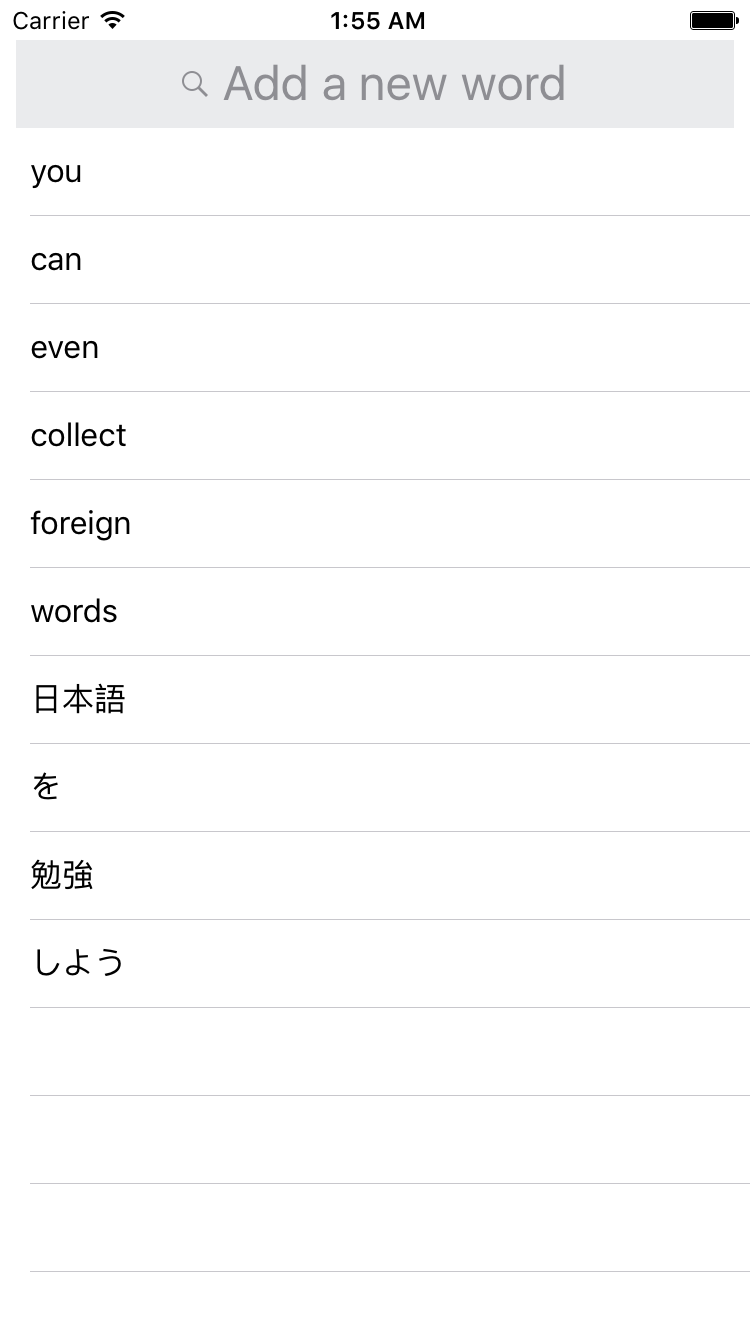 Carrier 1:55 AM
Add a new word
you
can
even
collect
foreign
words
日本語
を
勉強
しよう